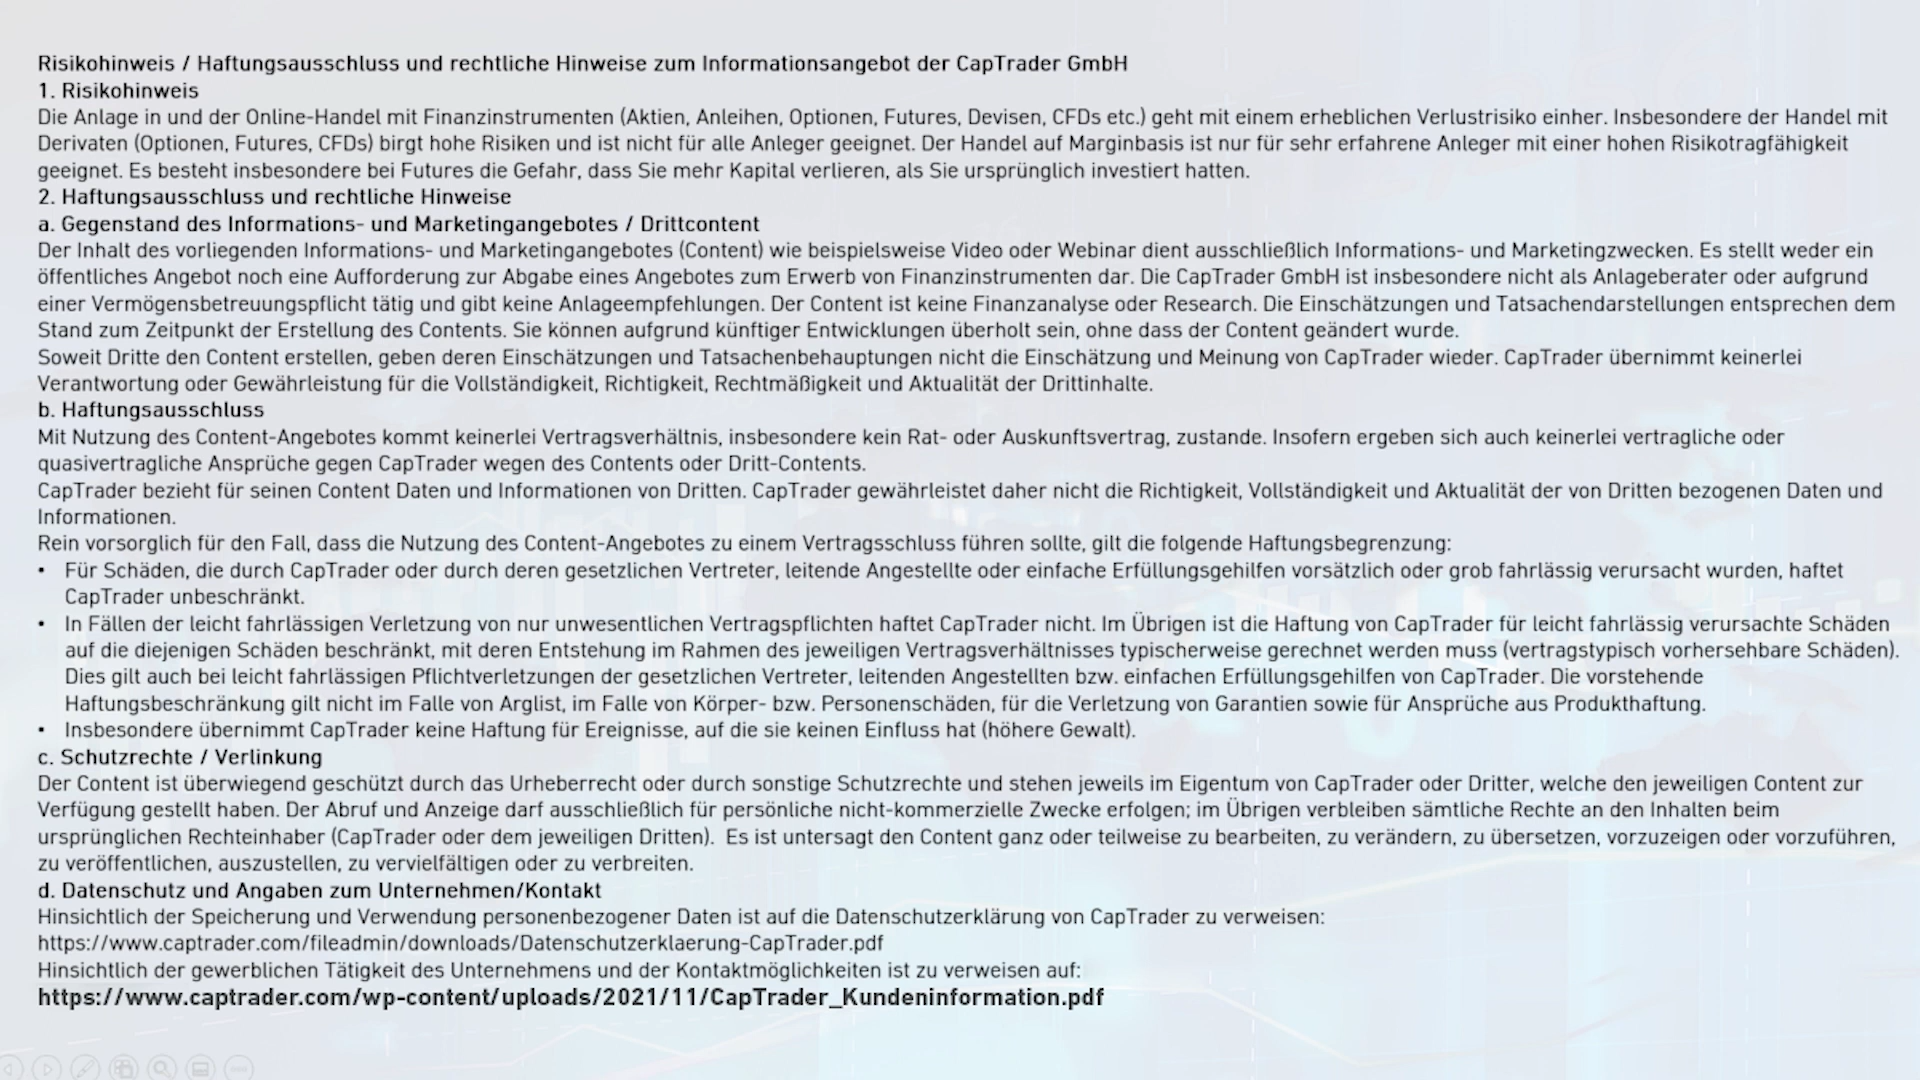 Risikohinweis / Haftungsausschluss und rechtliche Hinweise zum Informationsangebot der CapTrader GmbH
1. Risikohinweis
Die Anlage in und der Online-Handel mit Finanzinstrumenten (Aktien, Anleihen, Optionen, Futures, Devisen, CFDs etc.) geht mit einem erheblichen Verlustrisiko einher. Insbesondere der Handel mit
Derivaten (Optionen, Futures, CFDs) birgt hohe Risiken und ist nicht für alle Anleger geeignet. Der Handel auf Marginbasis ist nur für sehr erfahrene Anleger mit einer hohen Risikotragfähigkeit
geeignet. Es besteht insbesondere bei Futures die Gefahr, dass Sie mehr Kapital verlieren, als Sie ursprünglich investiert hatten.
2. Haftungsausschluss und rechtliche Hinweise
a. Gegenstand des Informations- und Marketingangebotes / Drittcontent
Der Inhalt des vorliegenden Informations- und Marketingangebotes (Content) wie beispielsweise Video oder Webinar dient ausschließlich Informations- und Marketingzwecken. Es stellt weder ein
öffentliches Angebot noch eine Aufforderung zur Abgabe eines Angebotes zum Erwerb von Finanzinstrumenten dar. Die CapTrader GmbH ist insbesondere nicht als Anlageberater oder aufgrund
einer Vermögensbetreuungspflicht tätig und gibt keine Anlageempfehlungen. Der Content ist keine Finanzanalyse oder Research. Die Einschätzungen und Tatsachendarstellungen entsprechen dem
Stand zum Zeitpunkt der Erstellung des Contents. Sie können aufgrund künftiger Entwicklungen überholt sein, ohne dass der Content geändert wurde.
Soweit Dritte den Content erstellen, geben deren Einschätzungen und Tatsachenbehauptungen nicht die Einschätzung und Meinung von CapTrader wieder. CapTrader übernimmt keinerlei
Verantwortung oder Gewährleistung für die Vollständigkeit, Richtigkeit, Rechtmäßigkeit und Aktualität der Drittinhalte.
b. Haftungsausschluss
Mit Nutzung des Content-Angebotes kommt keinerlei Vertragsverhältnis, insbesondere kein Rat- oder Auskunftsvertrag, zustande. Insofern ergeben sich auch keinerlei vertragliche oder
quasivertragliche Ansprüche gegen CapTrader wegen des Contents oder Dritt-Contents.
CapTrader bezieht für seinen Content Daten und Informationen von Dritten. CapTrader gewährleistet daher nicht die Richtigkeit, Vollständigkeit und Aktualität der von Dritten bezogenen Daten und
Informationen.
Rein vorsorglich für den Fall, dass die Nutzung des Content-Angebotes zu einem Vertragsschluss führen sollte, gilt die folgende Haftungsbegrenzung:
• Für Schäden, die durch CapTrader oder durch deren gesetzlichen Vertreter, leitende Angestellte oder einfache Erfüllungsgehilfen vorsätzlich oder grob fahrlässig verursacht wurden, haftet
CapTrader unbeschränkt.
• In Fällen der leicht fahrlässigen Verletzung von nur unwesentlichen Vertragspflichten haftet CapTrader nicht. Im Übrigen ist die Haftung von CapTrader für leicht fahrlässig verursachte Schäden
auf die diejenigen Schäden beschränkt, mit deren Entstehung im Rahmen des jeweiligen Vertragsverhältnisses typischerweise gerechnet werden muss (vertragstypisch vorhersehbare Schäden).
Dies gilt auch bei leicht fahrlässigen Pflichtverletzungen der gesetzlichen Vertreter, leitenden Angestellten bzw. einfachen Erfüllungsgehilfen von CapTrader. Die vorstehende
Haftungsbeschränkung gilt nicht im Falle von Arglist, im Falle von Körper- bzw. Personenschäden, für die Verletzung von Garantien sowie für Ansprüche aus Produkthaftung.
• Insbesondere übernimmt CapTrader keine Haftung für Ereignisse, auf die sie keinen Einfluss hat (höhere Gewalt).
c. Schutzrechte / Verlinkung
Der Content ist überwiegend geschützt durch das Urheberrecht oder durch sonstige Schutzrechte und stehen jeweils im Eigentum von CapTrader oder Dritter, welche den jeweiligen Content zur
Verfügung gestellt haben. Der Abruf und Anzeige darf ausschließlich für persönliche nicht-kommerzielle Zwecke erfolgen; im Übrigen verbleiben sämtliche Rechte an den Inhalten beim
ursprünglichen Rechteinhaber (CapTrader oder dem jeweiligen Dritten). Es ist untersagt den Content ganz oder teilweise zu bearbeiten, zu verändern, zu übersetzen, vorzuzeigen oder vorzuführen,
zu veröffentlichen, auszustellen, zu vervielfältigen oder zu verbreiten.
d. Datenschutz und Angaben zum Unternehmen/Kontakt
Hinsichtlich der Speicherung und Verwendung personenbezogener Daten ist auf die Datenschutzerklärung von CapTrader zu verweisen:
https://www.captrader.com/fileadmin/downloads/Datenschutzerklaerung-CapTrader.pdf
Hinsichtlich der gewerblichen Tätigkeit des Unternehmens und der Kontaktmöglichkeiten ist zu verweisen auf:
https://www.captrader.com/wp-content/uploads/2021/11/CapTrader_Kundeninformation.pdf